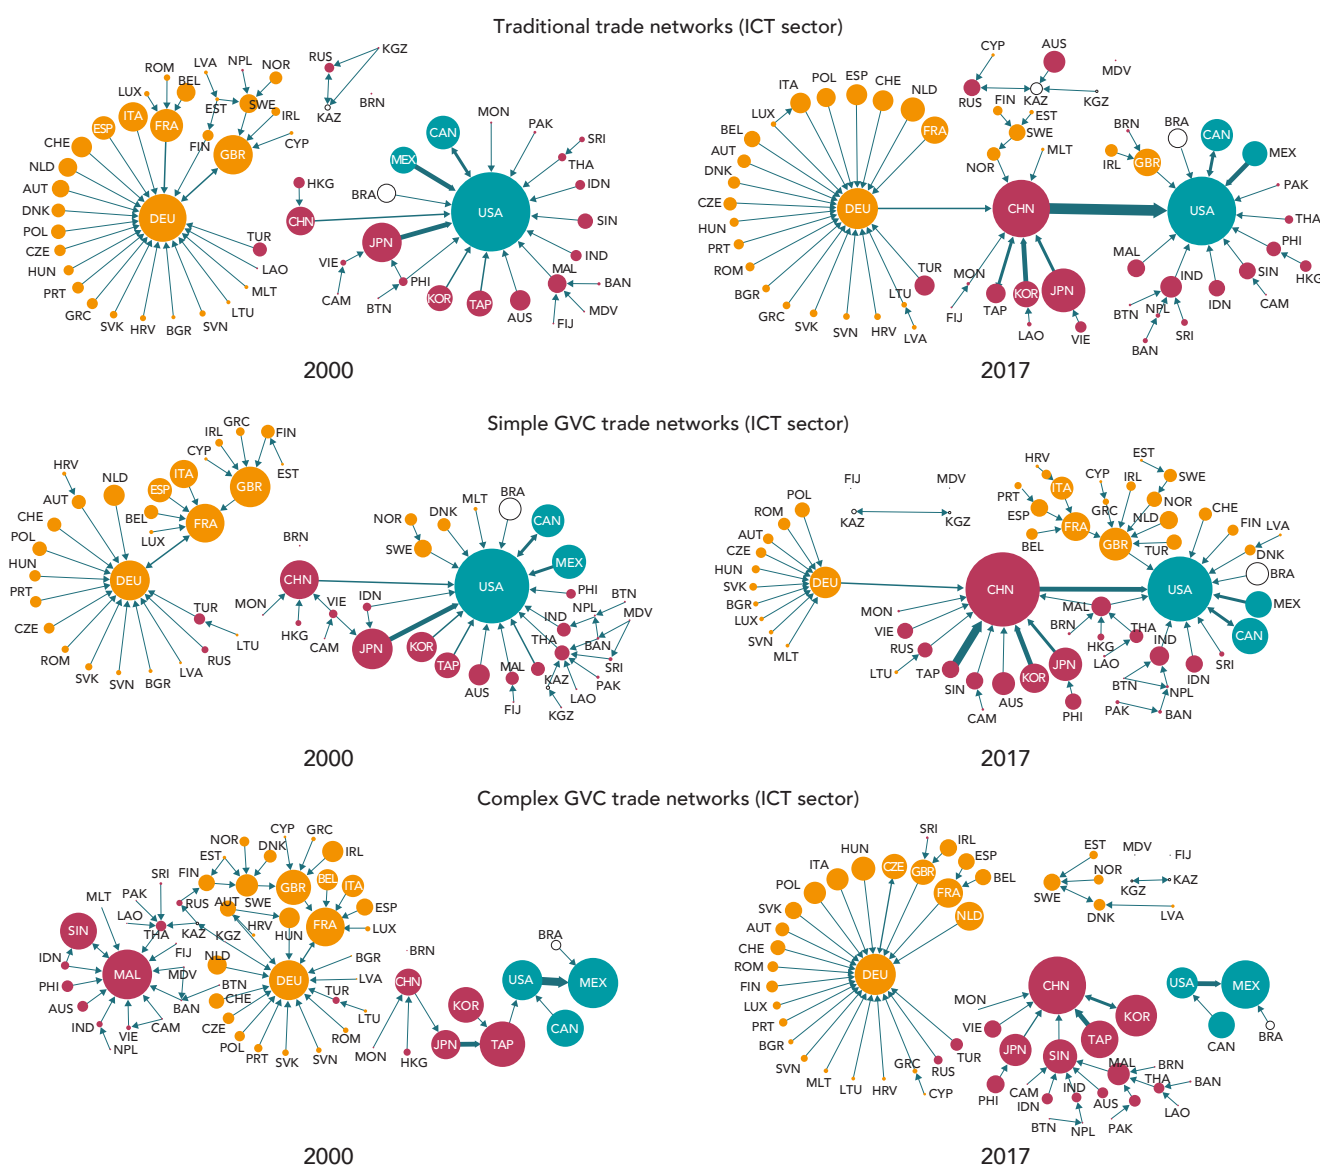 Traditional trade networks (ICT sector)
ROM
LVA
NPL
NOR
RUS
KGZ
LUX
BEL
EST
SWE
IRL
BRN
KAZ
CHE
ESP
ITA
FRA
FIN
GBR
CYP
NLD
AUT
DNK
POL
CZE
HUN
PRT
GRC
SVK
HRV
BGR
SVN
LTU
MLT
LAO
TUR
DEU
HKG
CHN
CAN
MEX
BRA
USA
MON
PAK
SRI
THA
IDN
SIN
IND
MAL
BAN
MDV
FIJ
AUS
TAP
KOR
JPN
VIE
CAM
BTN
PHI
2000
ITA
POL
ESP
CHE
NLD
FRA
LUX
BEL
AUT
DNK
CZE
HUN
PRT
ROM
BGR
GRC
SVK
SVN
HRV
LVA
LTU
TUR
DEU
CYP
AUS
MDV
RUS
KAZ
KGZ
FIN
EST
SWE
NOR
MLT
CHN
MON
FIJ
TAP
KOR
LAO
JPN
VIE
BRN
IRL
GBR
BRA
CAN
MEX
USA
PAK
THA
PHI
HKG
SIN
CAM
IDN
IND
MAL
BTN
NPL
BAN
SRI
2017
Simple GVC trade networks (ICT sector)
HRV
NLD
AUT
CHE
POL
HUN
PRT
CZE
ROM
SVK
SVN
BGR
LVA
RUS
LTU
TUR
DEU
ITA
ESP
BEL
LUX
FRA
CYP
IRL
GRC
FIN
EST
GBR
BRN
CHN
MON
HKG
CAM
VIE
IDN
JPN
KOR
TAP
AUS
MAL
FIJ
NOR
SWE
DNK
MLT
BRA
CAN
MEX
USA
PHI
IND
NPL
BTN
MDV
BAN
THA
SRI
PAK
LAO
KAZ
KGZ
2000
POL
ROM
AUT
CZE
HUN
SVK
BGR
LUX
SVN
MLT
DEU
FIJ
MDV
KAZ
KGZ
HRV
ITA
PRT
ESP
BEL
FRA
CYP
GRC
IRL
EST
SWE
NOR
NLD
TUR
GBR
CHE
FIN
LVA
DNK
BRA
MEX
CAN
USA
CHN
MON
VIE
RUS
LTU
TAP
SIN
CAM
AUS
KOR
JPN
PHI
MAL
BRN
HKG
THA
LAO
IND
BTN
NPL
PAK
BAN
IDN
SRI
2017
Complex GVC trade networks (ICT sector)
MLT
PAK
SRI
LAO
THA
KAZ
SIN
IDN
PHI
AUS
IND
NPL
VIE
CAM
BAN
BTN
MDV
FIJ
MAL
NOR
EST
FIN
DNK
SWE
RUS
AUT
KGZ
HRV
HUN
CYP
GRC
IRL
GBR
BEL
ITA
ESP
LUX
FRA
NLD
CHE
CZE
POL
PRT
SVK
SVN
ROM
LTU
TUR
LVA
BGR
DEU
BRN
CHN
MON
HKG
JPN
KOR
TAP
USA
CAN
BRA
MEX
2000
SRI
IRL
ESP
BEL
GBR
FRA
NLD
CZE
HUN
ITA
POL
SVK
AUT
CHE
ROM
FIN
LUX
PRT
BGR
SVN
MLT
LTU
HRV
GRC
CYP
RUS
TUR
DEU
EST
MDV
FIJ
NOR
KGZ
KAZ
SWE
DNK
LVA
CHN
MON
VIE
JPN
PHI
KOR
TAP
SIN
CAM
IDN
IND
BTN
NPL
AUS
PAK
MAL
THA
BRN
BAN
LAO
USA
MEX
CAN
BRA
2017